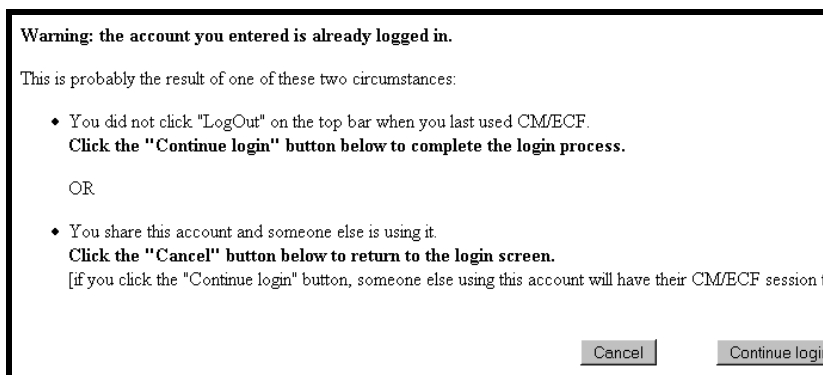 Warning: the account you entered is already logged in.
This is probably the result of one of these two circumstances:
You did not click "LogOut" on the top bar when you last used CM/ECF.
Click the "Continue login" button below to complete the login process.
OR
You share this account and someone else is using it.
Click the "Cancel" button below to return to the login screen.
[if you click the "Continue login" button, someone else using this account will have their CM/ECF session
Cancel Continue login